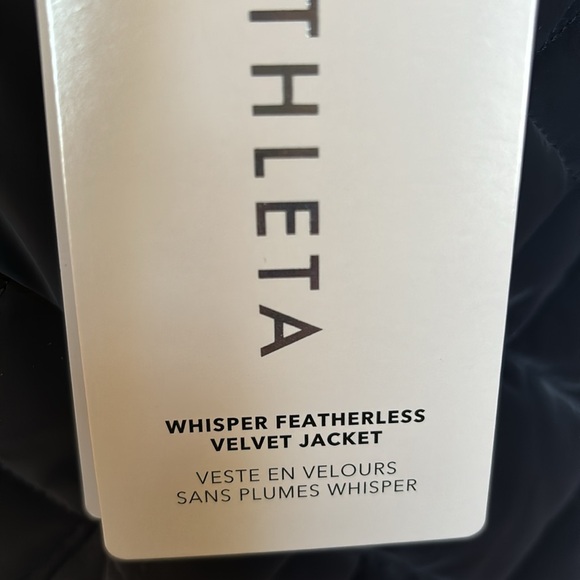 THLETA
WHISPER FEATHERLESS
VELVET JACKET
VESTE EN VELOURS
SANS PLUMES WHISPER